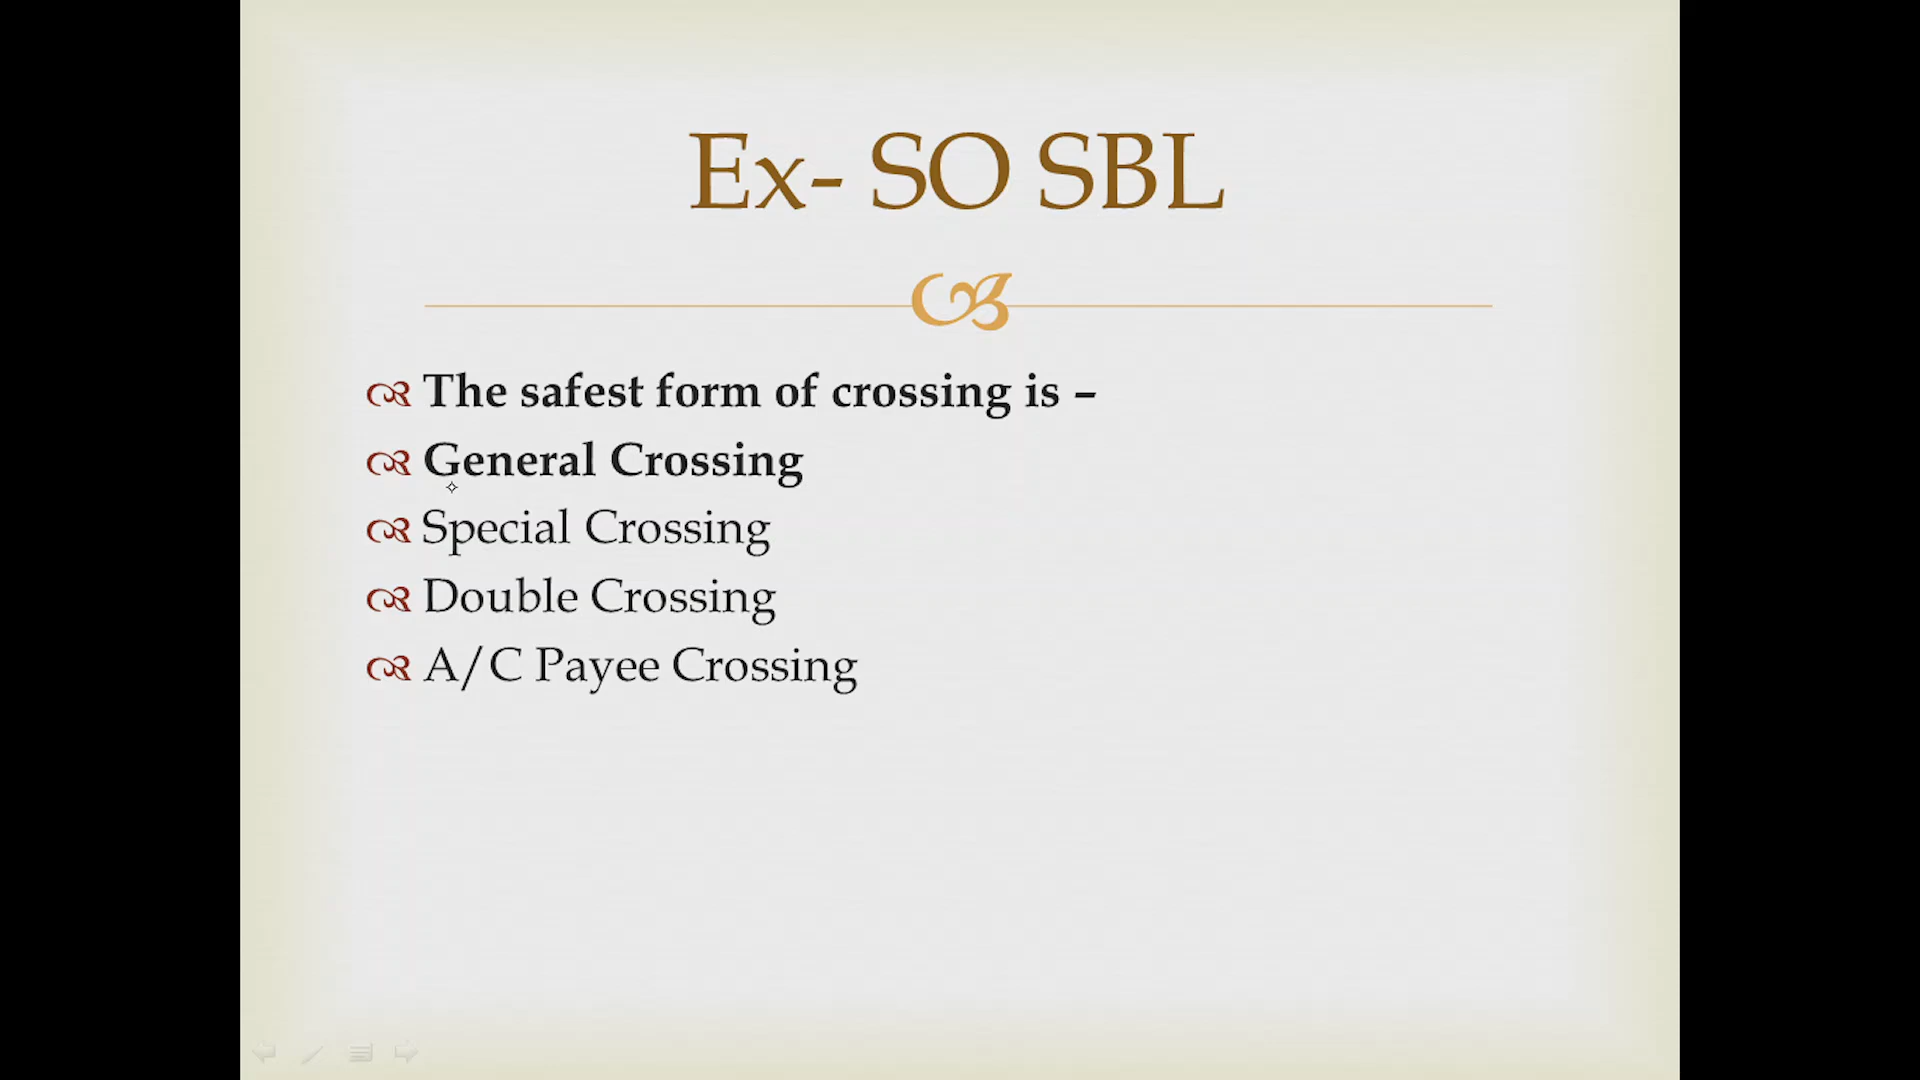 Ex- SO SBL
The safest form of crossing is –
General Crossing
Special Crossing
Double Crossing
A/C Payee Crossing